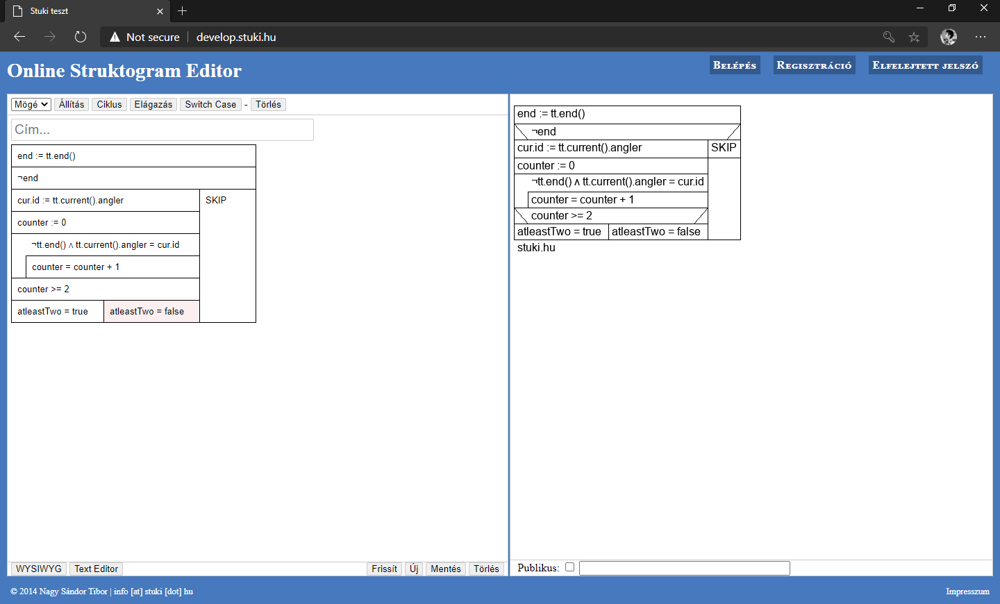 Stuki teszt
Not secure develop.stuki.hu
Online Struktogram Editor
Belépés Regisztráció Elfelejtett jelszó
Mögé Állítás Ciklus Elágazás Switch Case - Törlés
Cím...
end := tt.end()
¬end
cur.id := tt.current().angler SKIP
counter := 0
¬tt.end() ∧ tt.current().angler = cur.id
counter = counter + 1
counter >= 2
atleastTwo = true atleastTwo = false
end := tt.end()
¬end
cur.id := tt.current().angler SKIP
counter := 0
¬tt.end() ∧ tt.current().angler = cur.id
counter = counter + 1
counter >= 2
atleastTwo = true atleastTwo = false
stuki.hu
WYSIWYG Text Editor Frissít Új Mentés Törlés
Publikus:
© 2014 Nagy Sándor Tibor | info [at] stuki [dot] hu
Impresszum